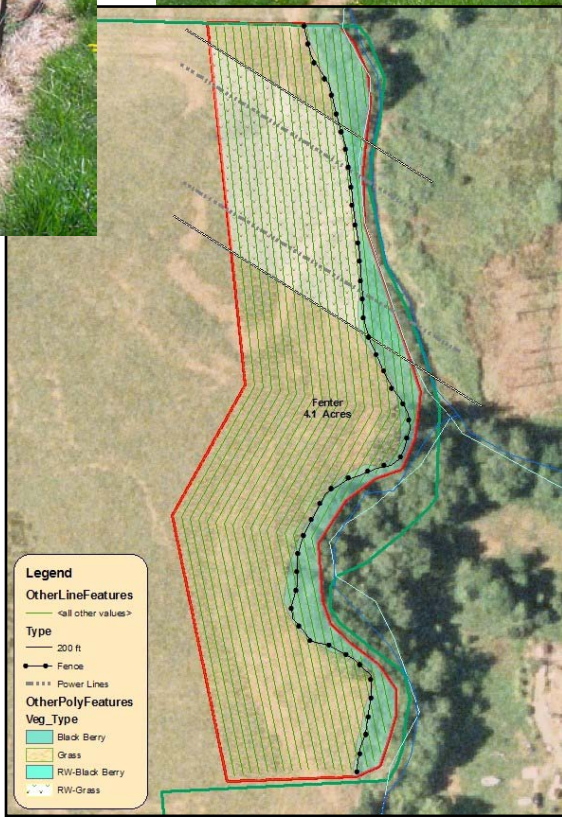 Fenter
4.1 Acres
Legend
OtherLineFeatures
<all other values>
Type
200 ft
Fence
Power Lines
OtherPolyFeatures
Veg_Type
Black Berry
Grass
RW-Black Berry
RW-Grass